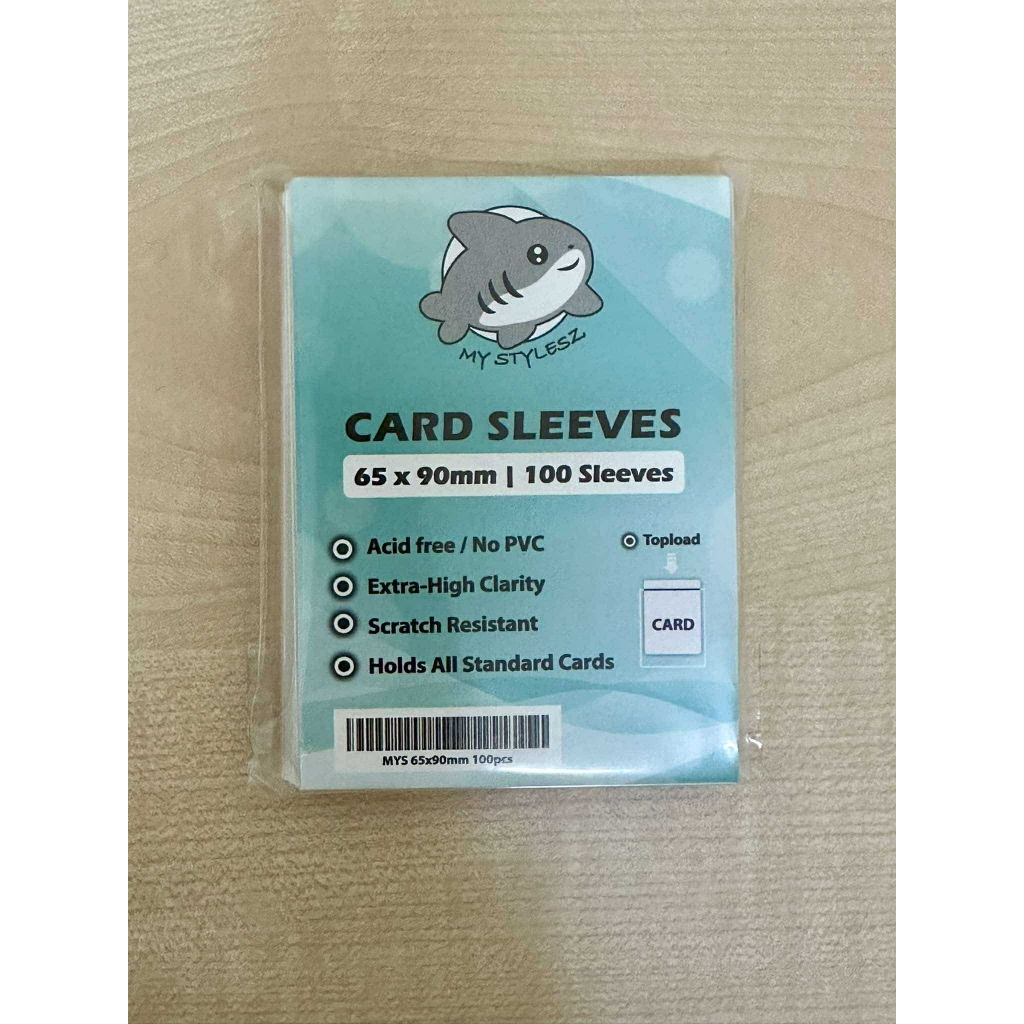 MY STYLESZ
CARD SLEEVES
65 x 90mm | 100 Sleeves
Acid free / No PVC
Extra-High Clarity
Scratch Resistant
Holds All Standard Cards
Topload
CARD
MYS 65x90mm 100pcs